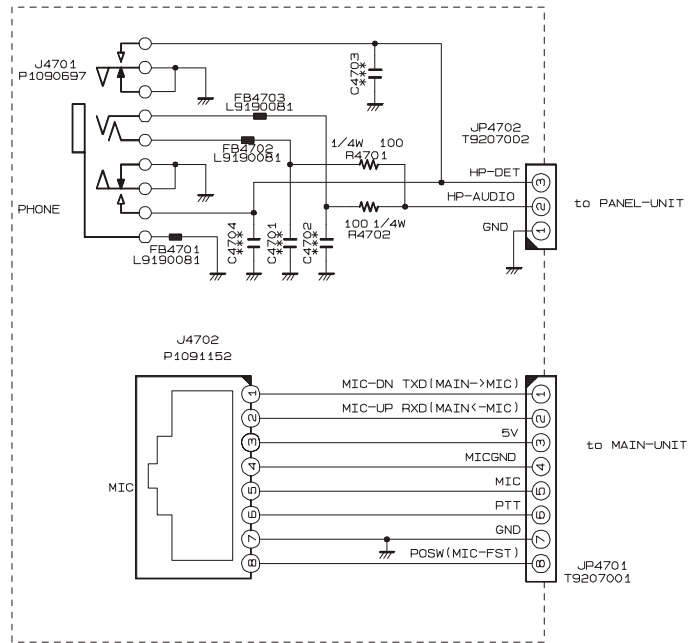 J4701
P1090697
C4703
***
FB4703
L9190081
FB4702
L9190081
1/4W 100
R4701
JP4702
T9207002
HP-DET
3
HP-AUDIO
2
to PANEL-UNIT
GND
1
PHONE
100 1/4W
R4702
FB4701
L9190081
C4704
***
C4701
***
C4702
***
J4702
P1091152
MIC
1
MIC-DN TXD(MAIN->MIC)
1
2
MIC-UP RXD(MAIN<-MIC)
2
3
5V
3
to MAIN-UNIT
4
MICGND
4
5
MIC
5
6
PTT
6
7
GND
7
8
POSW(MIC-FST)
8
JP4701
T9207001